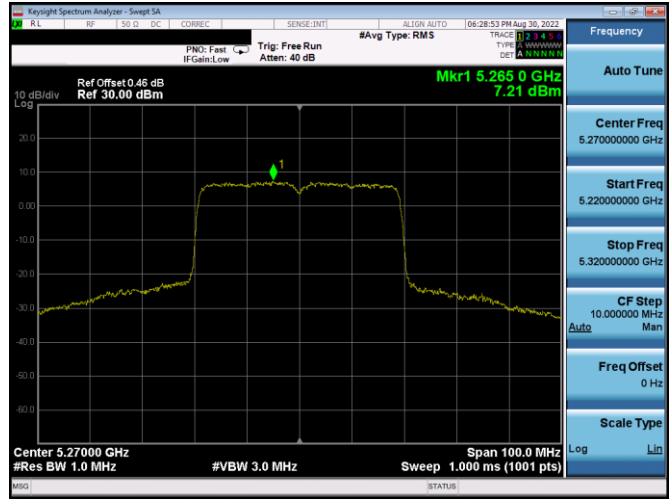 Keysight Spectrum Analyzer - Swept SA
RL RF 50 Ω DC CORREC SENSE:INT ALIGN AUTO 06:28:53 PM Aug 30, 2022
Frequency
#Avg Type: RMS
TRACE 1 2 3 4 5 6
PNO: Fast Trig: Free Run
TYPE A WWWWW
IFGain:Low Atten: 40 dB
DET A N N N N N
Auto Tune
Mkr1 5.265 0 GHz
Ref Offset 0.46 dB
7.21 dBm
10 dB/div Ref 30.00 dBm
Log
Center Freq
5.270000000 GHz
20.0
1
10.0
Start Freq
5.220000000 GHz
0.00
-10.0
Stop Freq
5.320000000 GHz
-20.0
-30.0
CF Step
10.000000 MHz
Auto Man
-40.0
Freq Offset
0 Hz
-50.0
-60.0
Scale Type
Log Lin
Center 5.27000 GHz Span 100.0 MHz
#Res BW 1.0 MHz #VBW 3.0 MHz Sweep 1.000 ms (1001 pts)
MSG STATUS